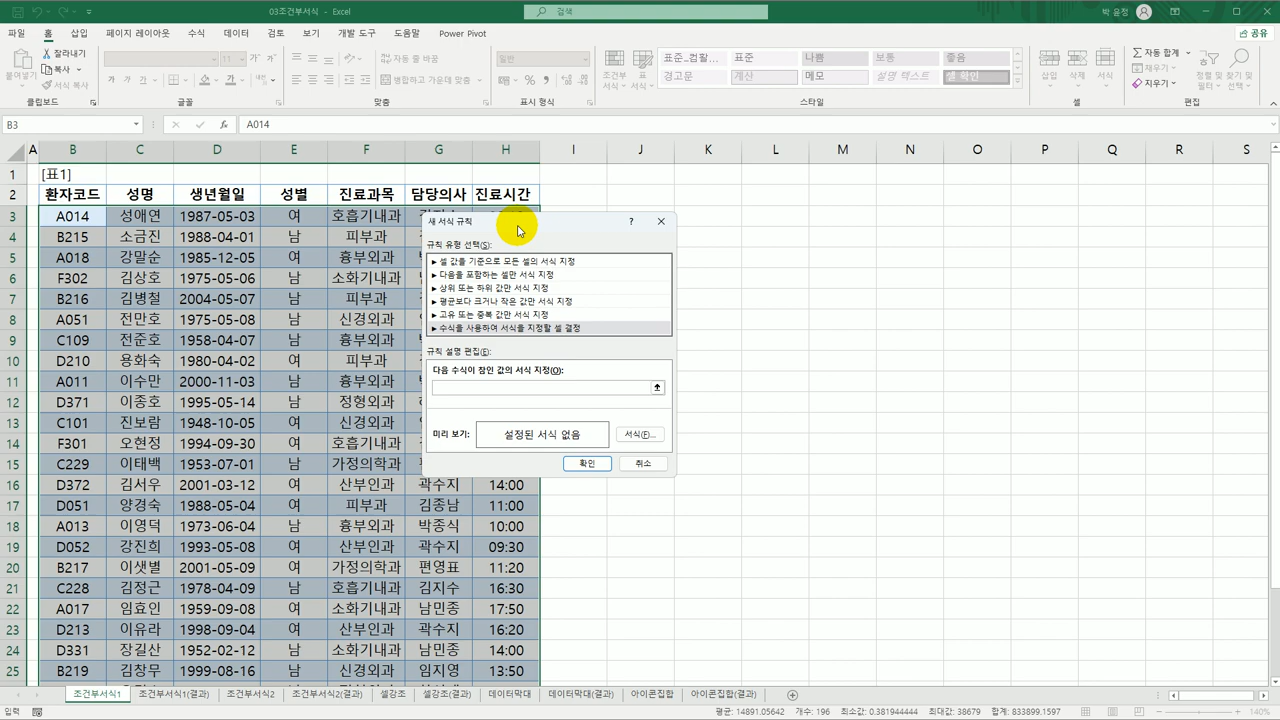 03조건부서식 - Excel
검색
박 윤정
파일 홈 삽입 페이지 레이아웃 수식 데이터 검토 보기 개발 도구 도움말 Power Pivot
공유
붙여넣기
잘라내기
복사
서식 복사
클립보드
11
글꼴
자동 줄 바꿈
병합하고 가운데 맞춤
맞춤
일반
표시 형식
조건부 서식
표 서식
표준_컴활... 표준 나쁨 보통 좋음
경고문 계산 메모 설명 텍스트 셀 확인
스타일
삽입 삭제 서식
셀
자동 합계
채우기
지우기
정렬 및 필터
찾기 및 선택
편집
B3
A014
A B C D E F G H I J K L M N O P Q R S
1 [표1]
2 환자코드 성명 생년월일 성별 진료과목 담당의사 진료시간
3 A014 성애연 1987-05-03 여 호흡기내과
4 B215 소금진 1988-04-01 남 피부과
5 A018 강말순 1985-12-05 여 흉부외과
6 F302 김상호 1975-05-06 남 소화기내과
7 B216 김병철 2004-05-07 남 피부과
8 A051 전만호 1975-05-08 남 신경외과
9 C109 전준호 1958-04-07 남 흉부외과
10 D210 용화숙 1980-04-02 여 피부과
11 A011 이수만 2000-11-03 남 흉부외과
12 D371 이종호 1995-05-14 남 정형외과
13 C101 진보람 1948-10-05 여 신경외과
14 F301 오현정 1994-09-30 여 호흡기내과
15 C229 이태백 1953-07-01 남 가정의학과
16 D372 김서우 2001-03-12 여 산부인과 곽수지 14:00
17 D051 양경숙 1988-05-04 여 피부과 김종남 11:00
18 A013 이영덕 1973-06-04 남 흉부외과 박종식 10:00
19 D052 강진희 1993-05-08 여 산부인과 곽수지 09:30
20 B217 이샛별 2001-05-09 여 가정의학과 편영표 11:20
21 C228 김정근 1978-04-09 남 호흡기내과 김지수 16:30
22 A017 임효인 1959-09-08 여 소화기내과 남민종 17:50
23 D213 이유라 1998-09-04 여 산부인과 곽수지 16:20
24 D331 장길산 1952-02-12 남 소화기내과 남민종 14:00
25 B219 김창무 1999-08-16 남 신경외과 임지영 13:50
새 서식 규칙
규칙 유형 선택(S):
► 셀 값을 기준으로 모든 셀의 서식 지정
► 다음을 포함하는 셀만 서식 지정
► 상위 또는 하위 값만 서식 지정
► 평균보다 크거나 작은 값만 서식 지정
► 고유 또는 중복 값만 서식 지정
► 수식을 사용하여 서식을 지정할 셀 결정
규칙 설명 편집(E):
다음 수식이 참인 값의 서식 지정(O):
미리 보기: 설정된 서식 없음 서식(F)...
확인 취소
조건부서식1 조건부서식1(결과) 조건부서식2 조건부서식2(결과) 셀강조 셀강조(결과) 데이터막대 데이터막대(결과) 아이콘집합 아이콘집합(결과)
입력 평균: 14891.05642 개수: 196 최소값: 0.381944444 최대값: 38679 합계: 833899.1597 140%